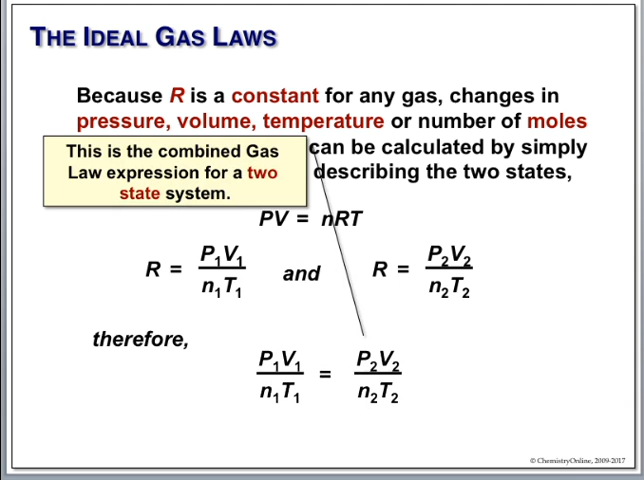 THE IDEAL GAS LAWS
Because R is a constant for any gas, changes in
pressure, volume, temperature or number of moles
can be calculated by simply
describing the two states,
This is the combined Gas
Law expression for a two
state system.
PV = nRT
R = P₁V₁ / n₁T₁ and R = P₂V₂ / n₂T₂
therefore,
P₁V₁ / n₁T₁ = P₂V₂ / n₂T₂
© ChemistryOnline, 2009-2017